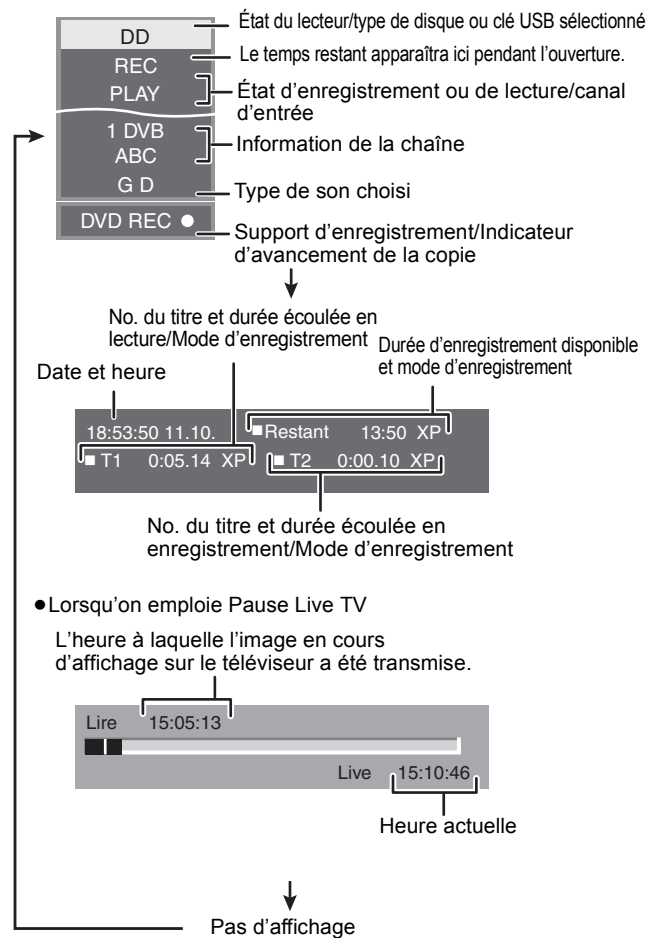 DD
État du lecteur/type de disque ou clé USB sélectionné
REC
Le temps restant apparaîtra ici pendant l'ouverture.
PLAY
État d'enregistrement ou de lecture/canal
d'entrée
1 DVB
ABC
Information de la chaîne
G D
Type de son choisi
DVD REC ●
Support d'enregistrement/Indicateur
d'avancement de la copie
No. du titre et durée écoulée en
lecture/Mode d'enregistrement
Durée d'enregistrement disponible
et mode d'enregistrement
Date et heure
18:53:50 11.10. ■Restant 13:50 XP
■ T1 0:05.14 XP ■ T2 0:00.10 XP
No. du titre et durée écoulée en
enregistrement/Mode d'enregistrement
●Lorsqu'on emploie Pause Live TV
L'heure à laquelle l'image en cours
d'affichage sur le téléviseur a été transmise.
Lire 15:05:13
Live 15:10:46
Heure actuelle
Pas d'affichage